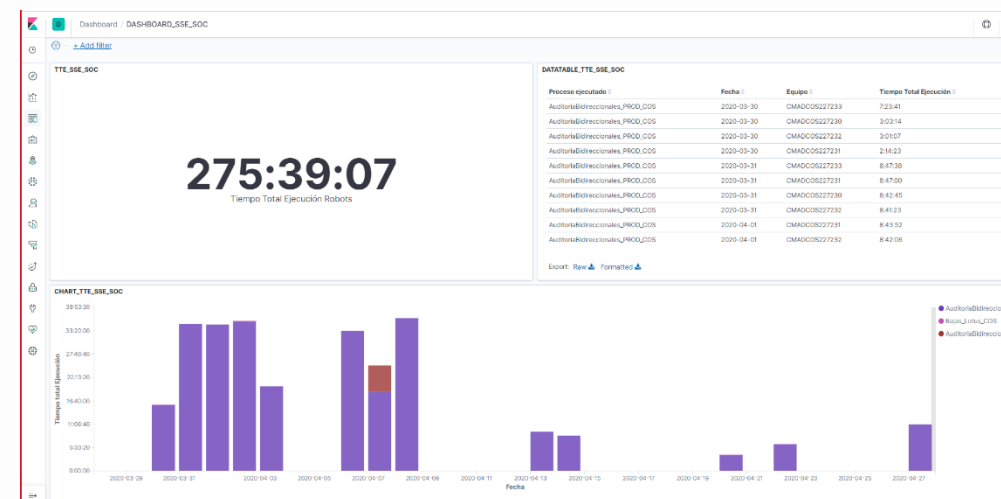 D Dashboard / DASHBOARD_SSE_SOC
+ Add filter
TTE_SSE_SOC
275:39:07
Tiempo Total Ejecución Robots
DATATABLE_TTE_SSE_SOC
Proceso ejecutado Fecha Equipo Tiempo Total Ejecución
AuditoriaBidireccionales_PROD_COS 2020-03-30 CMADCOS227233 7:23:41
AuditoriaBidireccionales_PROD_COS 2020-03-30 CMADCOS227230 3:03:14
AuditoriaBidireccionales_PROD_COS 2020-03-30 CMADCOS227232 3:01:07
AuditoriaBidireccionales_PROD_COS 2020-03-30 CMADCOS227231 2:14:23
AuditoriaBidireccionales_PROD_COS 2020-03-31 CMADCOS227233 8:47:38
AuditoriaBidireccionales_PROD_COS 2020-03-31 CMADCOS227231 8:47:00
AuditoriaBidireccionales_PROD_COS 2020-03-31 CMADCOS227230 8:42:45
AuditoriaBidireccionales_PROD_COS 2020-03-31 CMADCOS227232 8:41:23
AuditoriaBidireccionales_PROD_COS 2020-04-01 CMADCOS227231 8:43:52
AuditoriaBidireccionales_PROD_COS 2020-04-01 CMADCOS227232 8:42:06
Export: Raw Formatted
CHART_TTE_SSE_SOC
Tiempo total Ejecución
38:53:20
33:20:00
27:46:40
22:13:20
16:40:00
11:06:40
5:33:20
0:00:00
2020-03-29 2020-03-31 2020-04-03 2020-04-05 2020-04-07 2020-04-09 2020-04-11 2020-04-13 2020-04-15 2020-04-17 2020-04-19 2020-04-21 2020-04-23 2020-04-25 2020-04-27
Fecha
AuditoriaBidireccio
Bajas_Lotus_COS
AuditoriaBidireccio